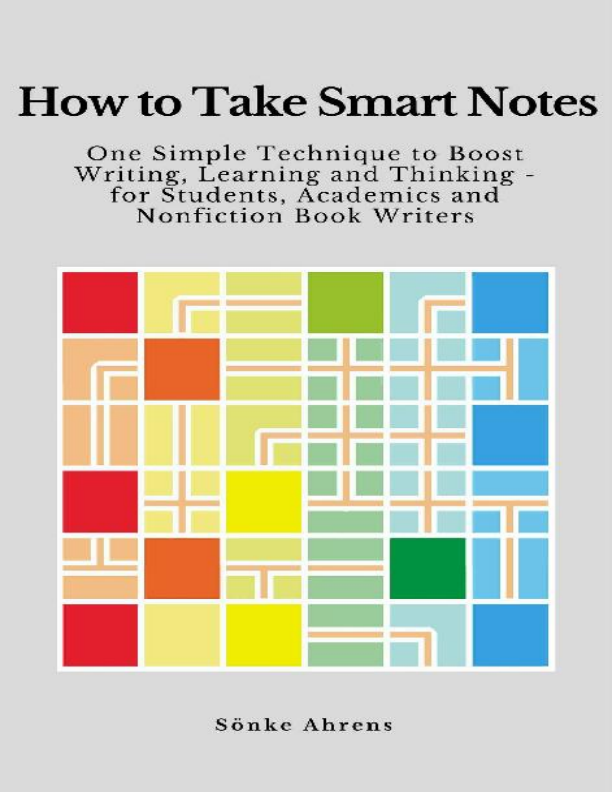 How to Take Smart Notes
One Simple Technique to Boost
Writing, Learning and Thinking -
for Students, Academics and
Nonfiction Book Writers
Sönke Ahrens